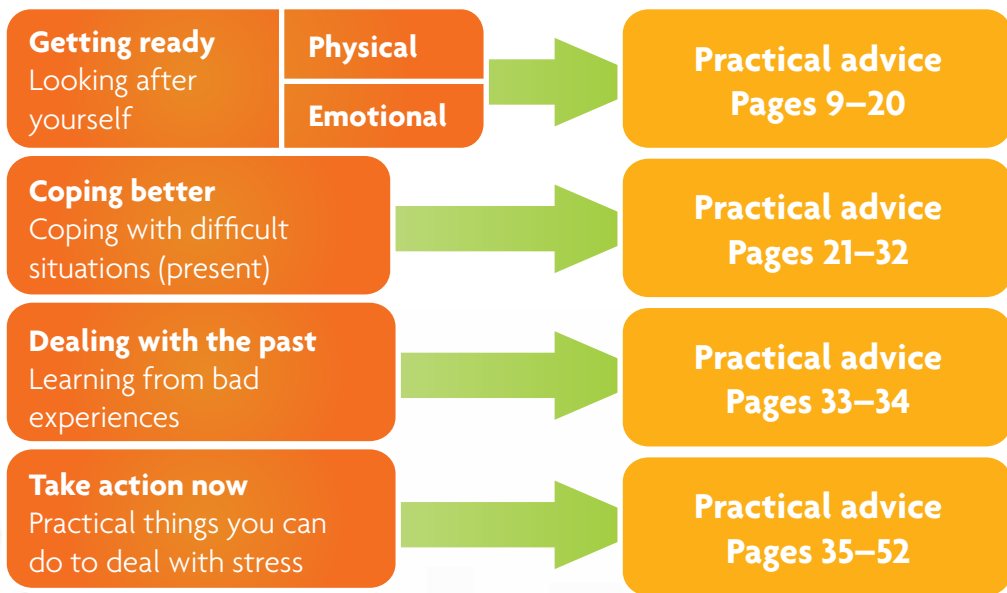 Getting ready
Looking after
yourself
Physical
Emotional
Practical advice
Pages 9–20
Coping better
Coping with difficult
situations (present)
Practical advice
Pages 21–32
Dealing with the past
Learning from bad
experiences
Practical advice
Pages 33–34
Take action now
Practical things you can
do to deal with stress
Practical advice
Pages 35–52